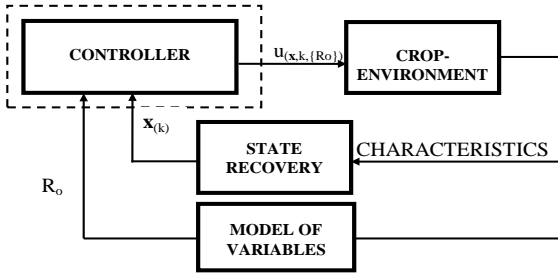 CONTROLLER
u(x,k,{Ro})
CROP-
ENVIRONMENT
x(k)
STATE
RECOVERY
CHARACTERISTICS
Ro
MODEL OF
VARIABLES